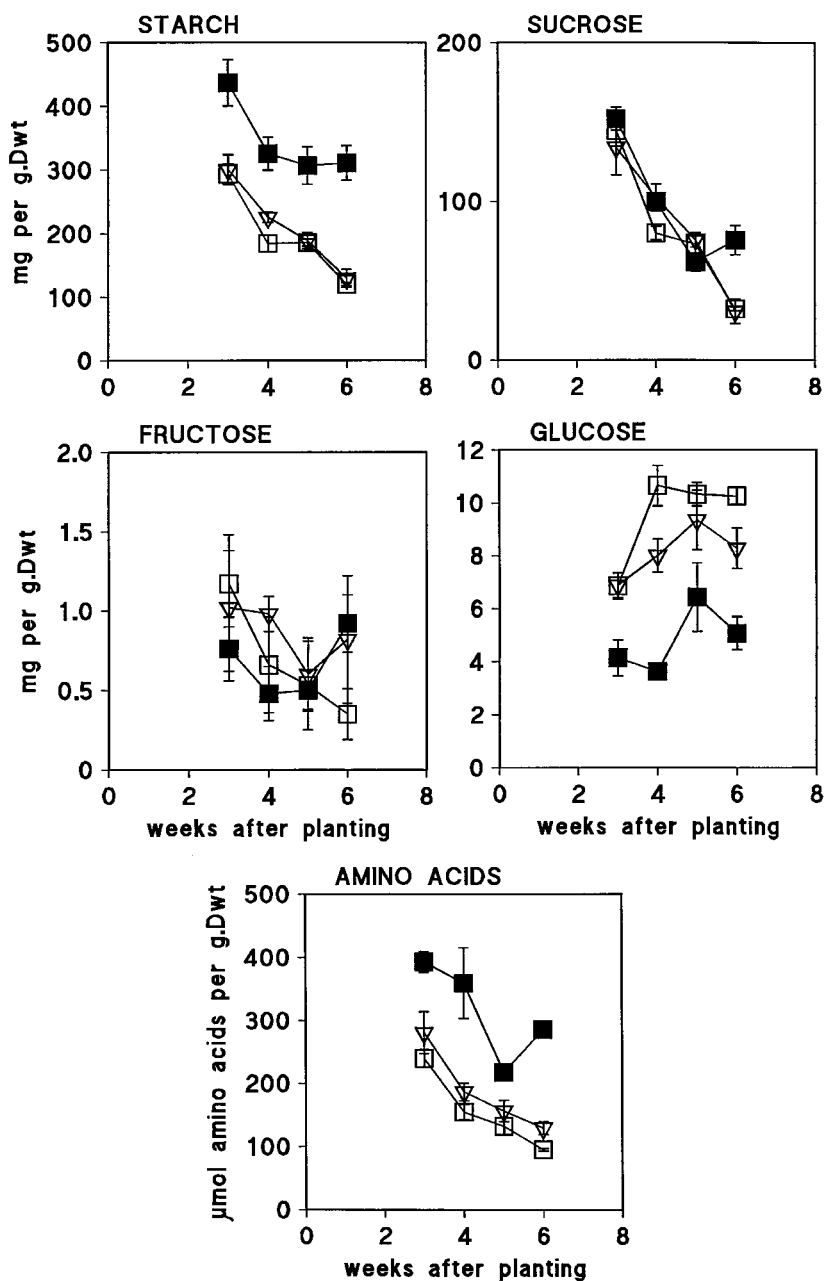 STARCH
500
400
300
200
100
0
mg per g.Dwt
0 2 4 6 8
SUCROSE
200
100
0
0 2 4 6 8
FRUCTOSE
2.0
1.5
1.0
0.5
0
mg per g.Dwt
0 2 4 6 8
weeks after planting
GLUCOSE
12
10
8
6
4
2
0
0 2 4 6 8
weeks after planting
AMINO ACIDS
500
400
300
200
100
0
μmol amino acids per g.Dwt
0 2 4 6 8
weeks after planting